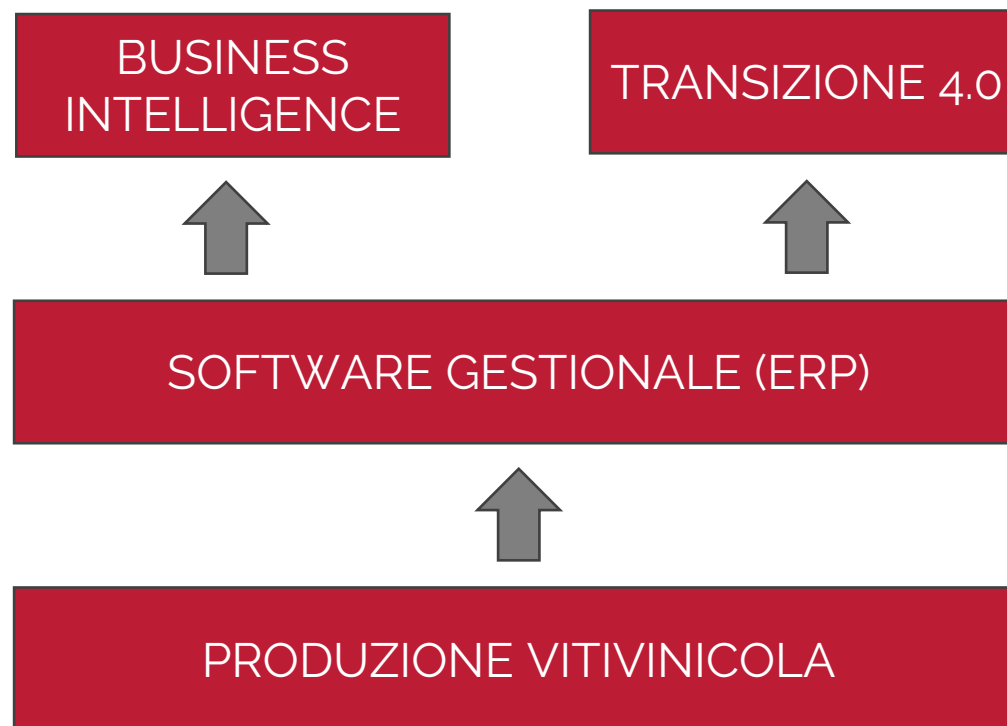 BUSINESS
INTELLIGENCE
TRANSIZIONE 4.0
SOFTWARE GESTIONALE (ERP)
PRODUZIONE VITIVINICOLA